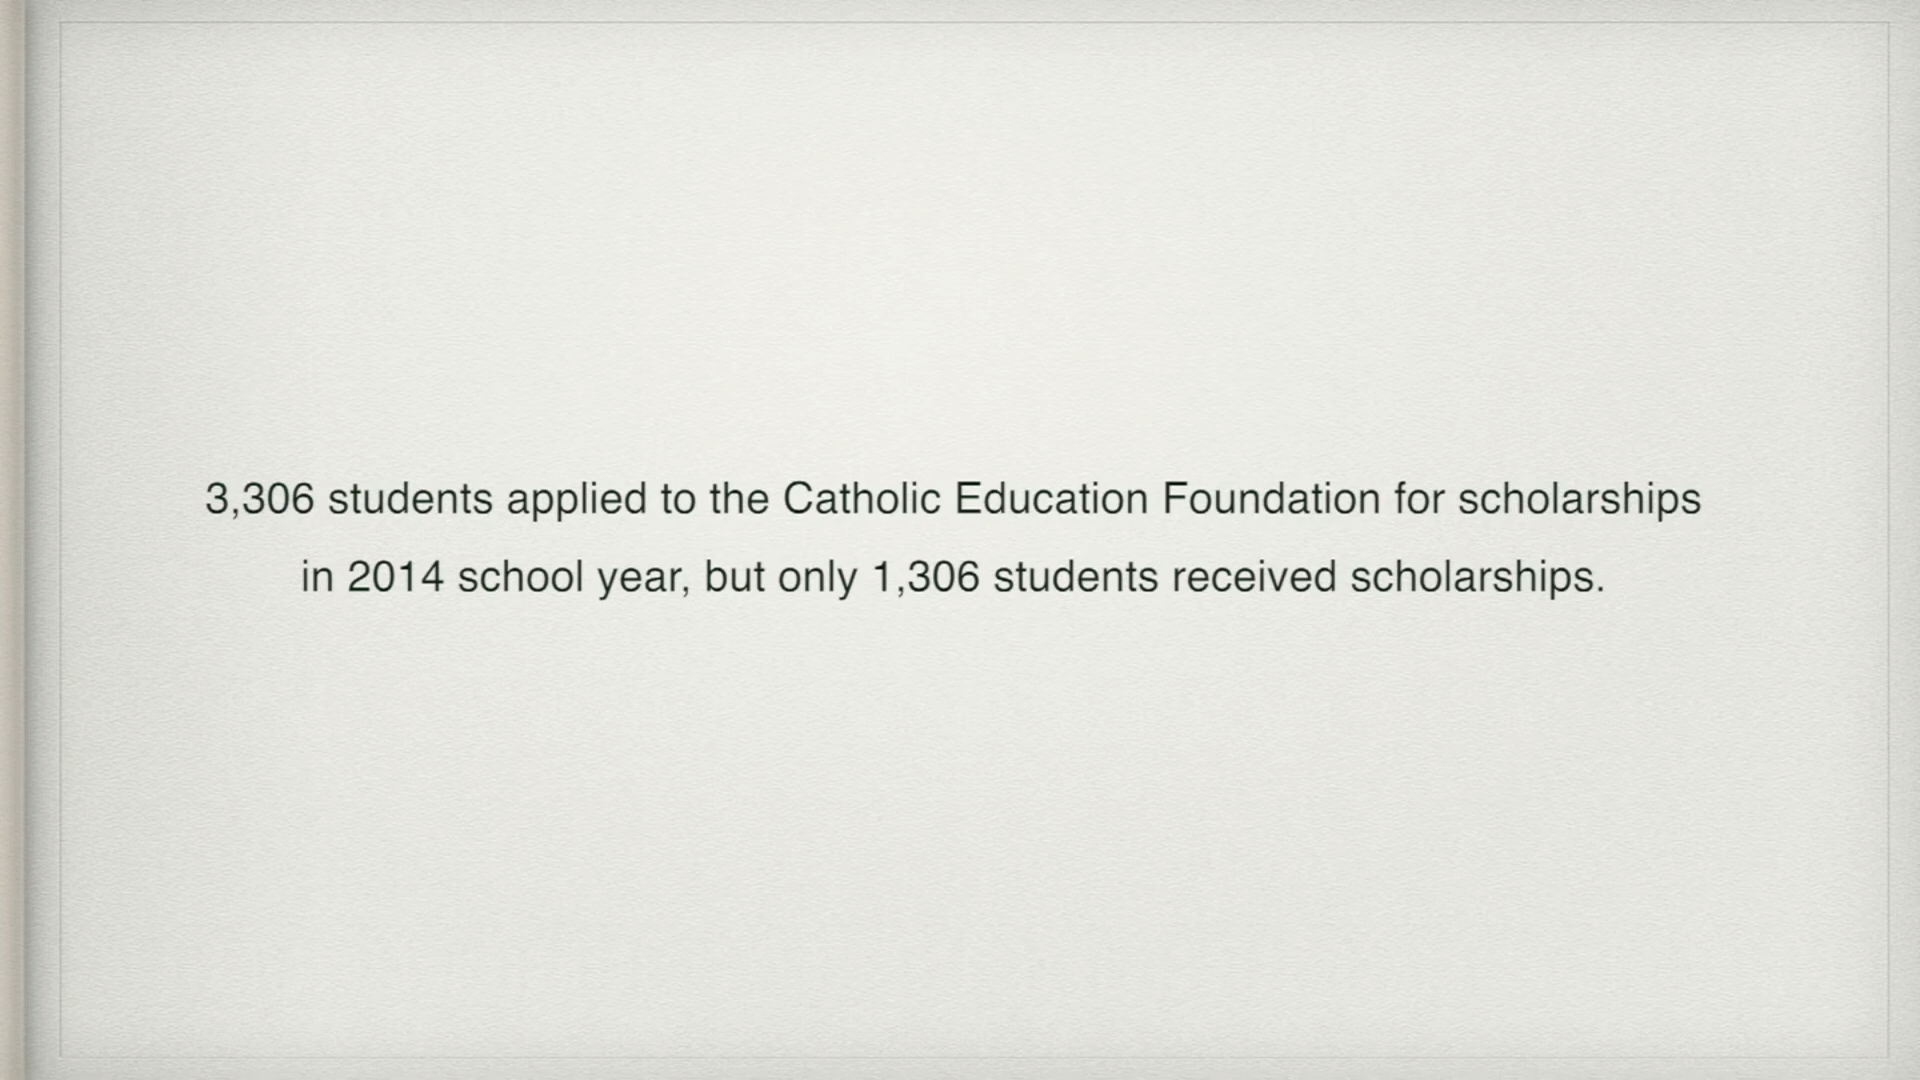 3,306 students applied to the Catholic Education Foundation for scholarships
in 2014 school year, but only 1,306 students received scholarships.